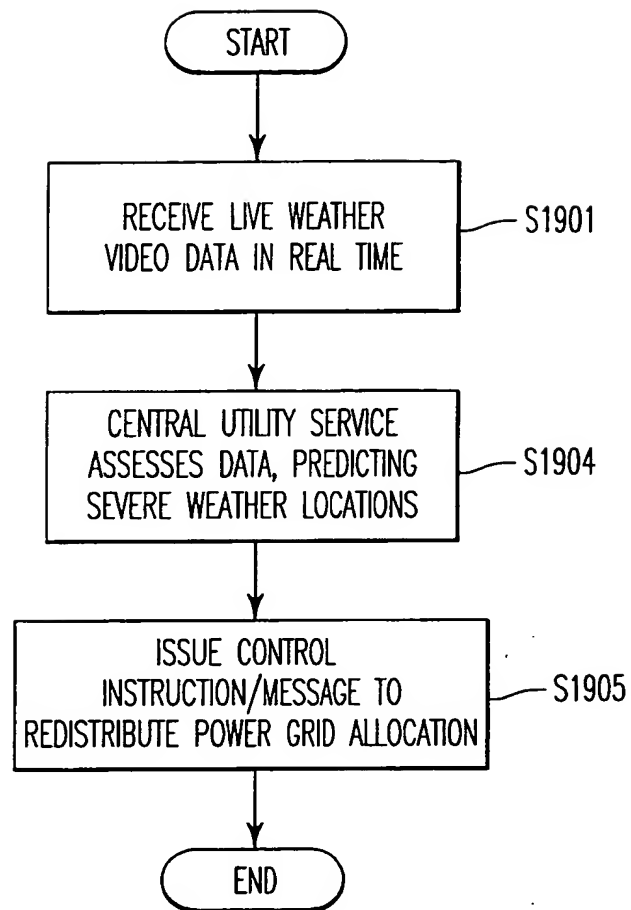 START
RECEIVE LIVE WEATHER
VIDEO DATA IN REAL TIME
S1901
CENTRAL UTILITY SERVICE
ASSESSES DATA, PREDICTING
SEVERE WEATHER LOCATIONS
S1904
ISSUE CONTROL
INSTRUCTION/MESSAGE TO
REDISTRIBUTE POWER GRID ALLOCATION
S1905
END